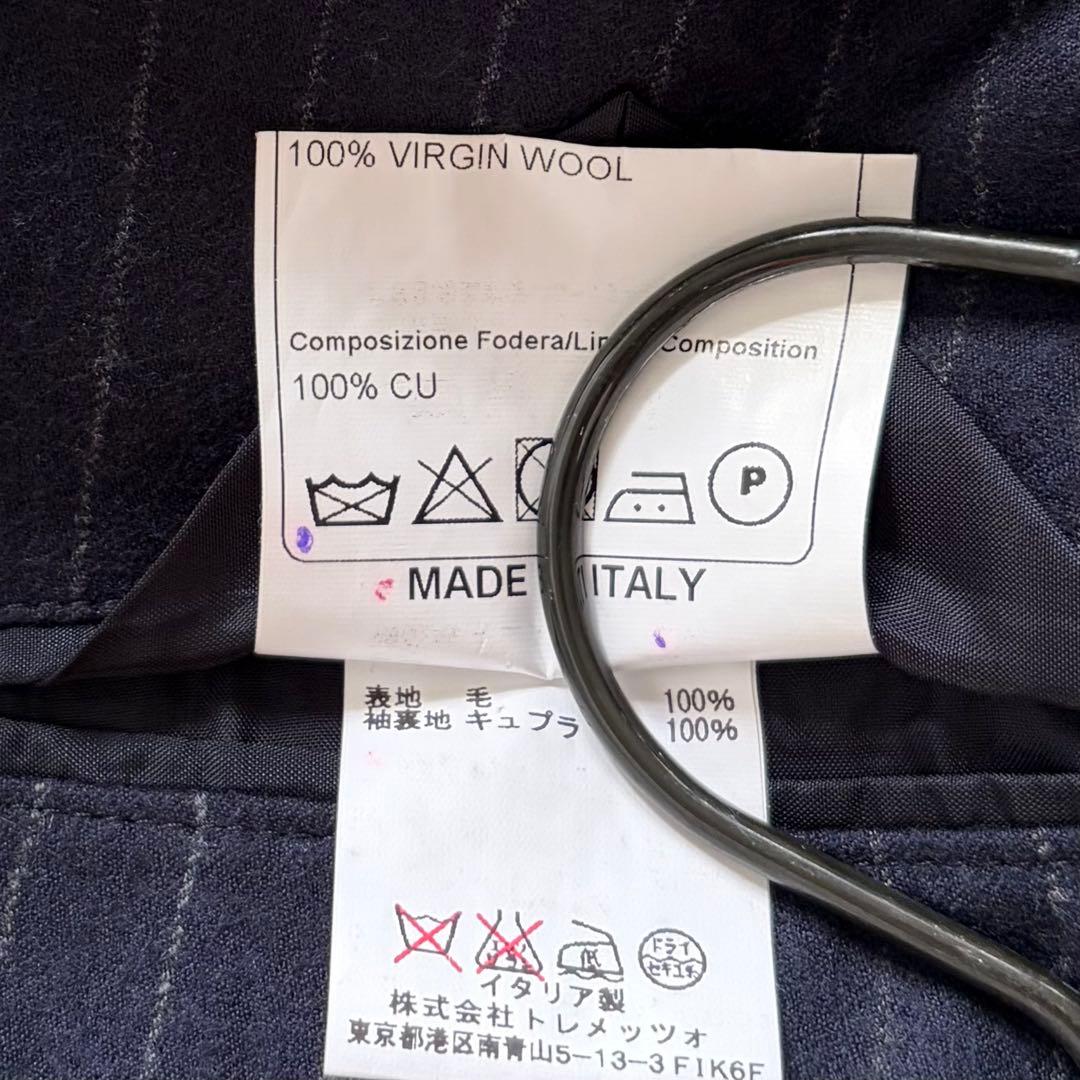 100% VIRGIN WOOL
Composizione Fodera/ Composition
100% CU
P
MADE ITALY
表地 毛 100%
袖裏地 キュプラ 100%
低
ドライ
セキユ系
イタリア製
株式会社トレメッツォ
東京都港区南青山5-13-3 FIK6F